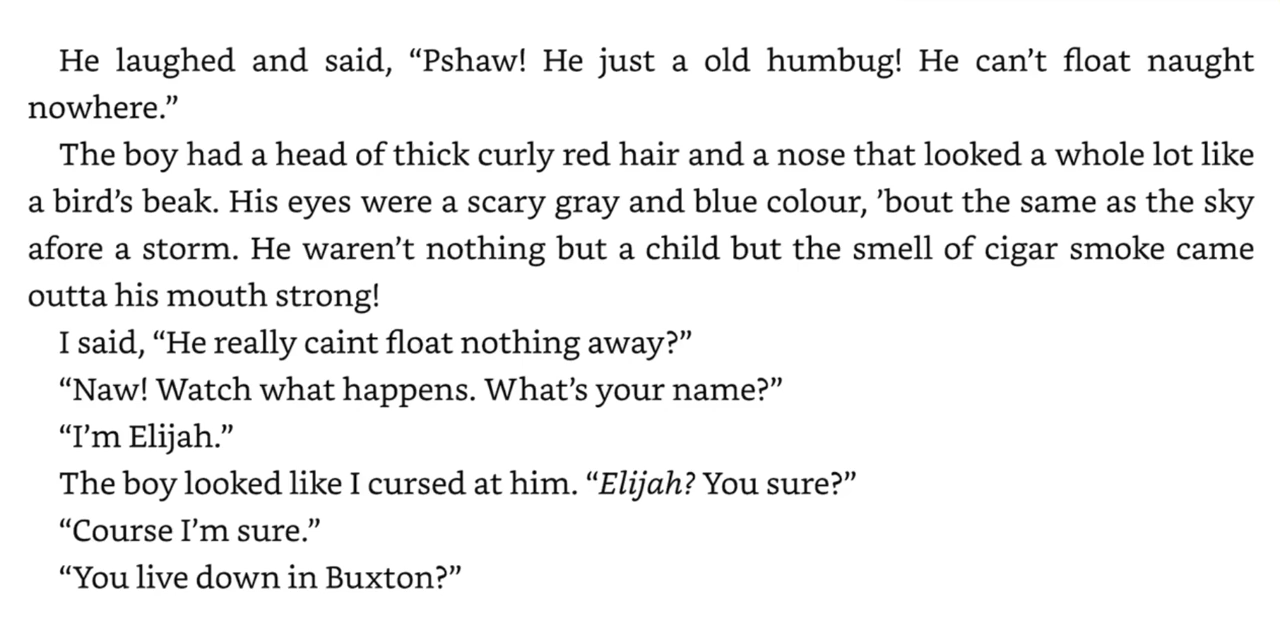 He laughed and said, “Pshaw! He just a old humbug! He can’t float naught
nowhere.”
The boy had a head of thick curly red hair and a nose that looked a whole lot like
a bird’s beak. His eyes were a scary gray and blue colour, ’bout the same as the sky
afore a storm. He waren’t nothing but a child but the smell of cigar smoke came
outta his mouth strong!
I said, “He really caint float nothing away?”
“Naw! Watch what happens. What’s your name?”
“I’m Elijah.”
The boy looked like I cursed at him. “Elijah? You sure?”
“Course I’m sure.”
“You live down in Buxton?”